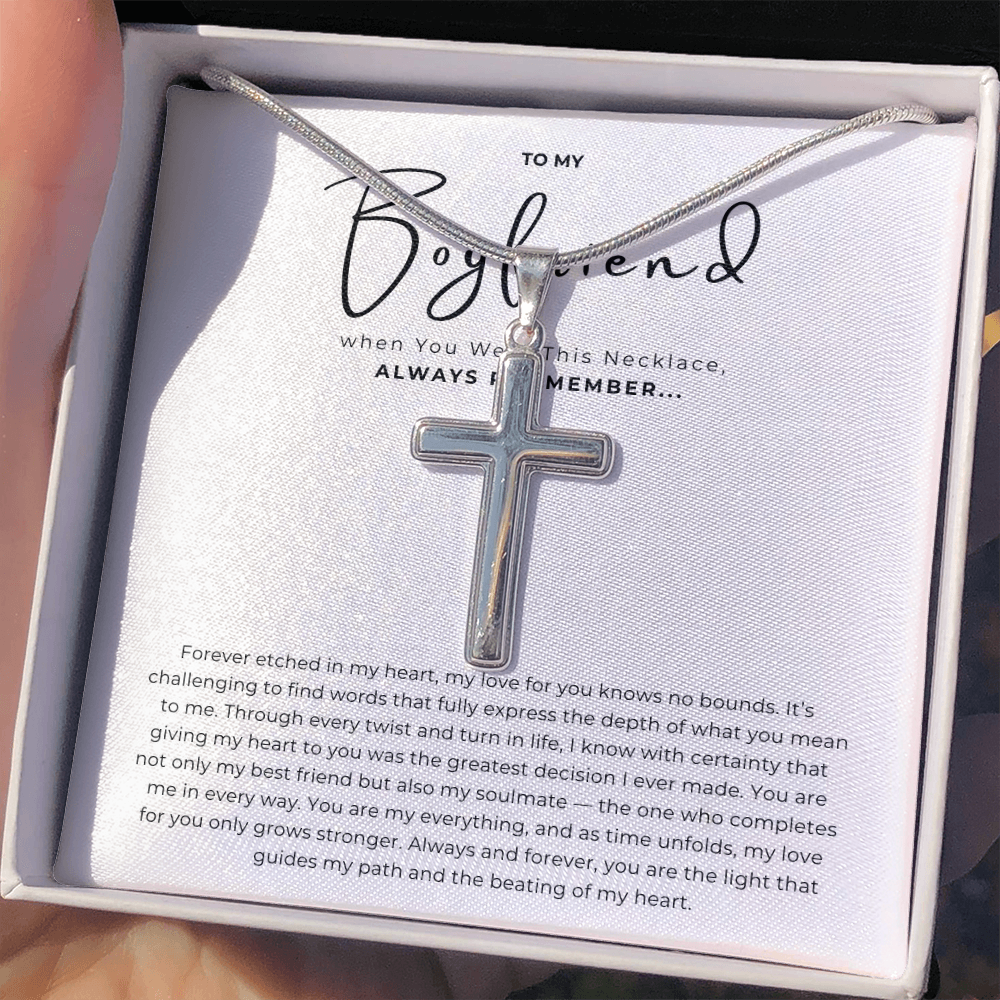 TO MY
Boyfriend
when You We This Necklace,
ALWAYS REMEMBER...
Forever etched in my heart, my love for you knows no bounds. It's
challenging to find words that fully express the depth of what you mean
to me. Through every twist and turn in life, I know with certainty that
giving my heart to you was the greatest decision I ever made. You are
not only my best friend but also my soulmate — the one who completes
me in every way. You are my everything, and as time unfolds, my love
for you only grows stronger. Always and forever, you are the light that
guides my path and the beating of my heart.